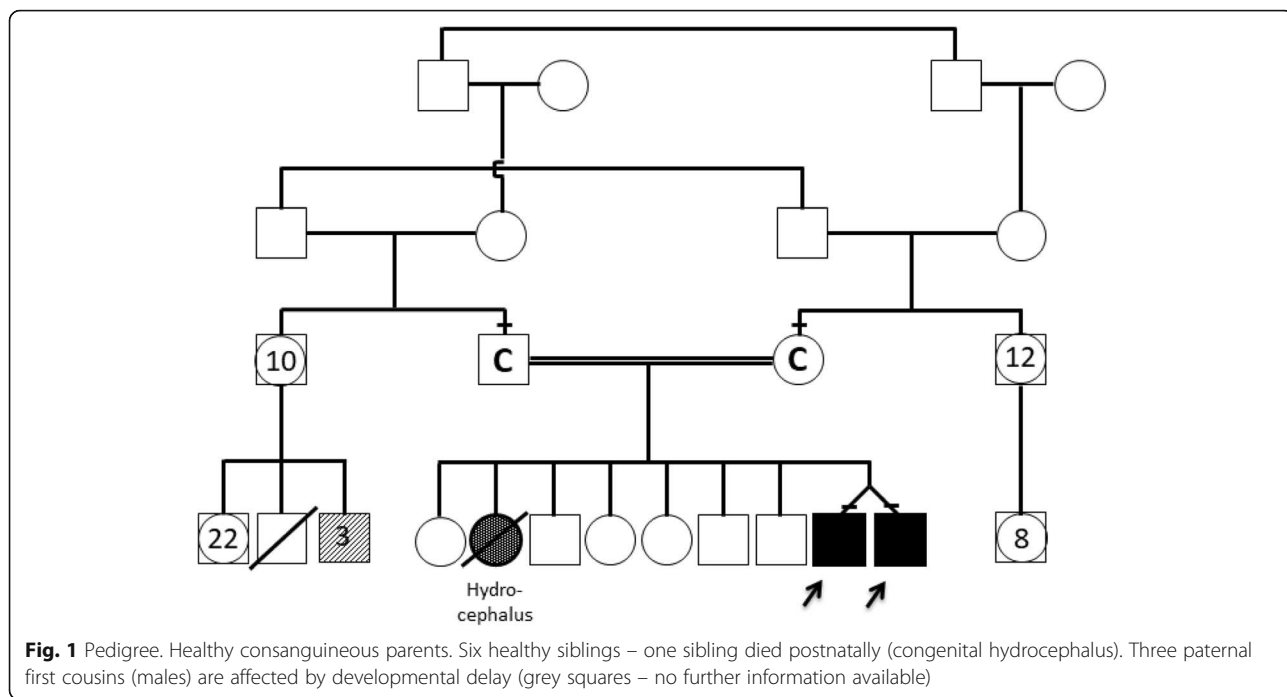 10
C
C
12
22
3
8
Hydro-
cephalus
Fig. 1 Pedigree. Healthy consanguineous parents. Six healthy siblings – one sibling died postnatally (congenital hydrocephalus). Three paternal
first cousins (males) are affected by developmental delay (grey squares – no further information available)